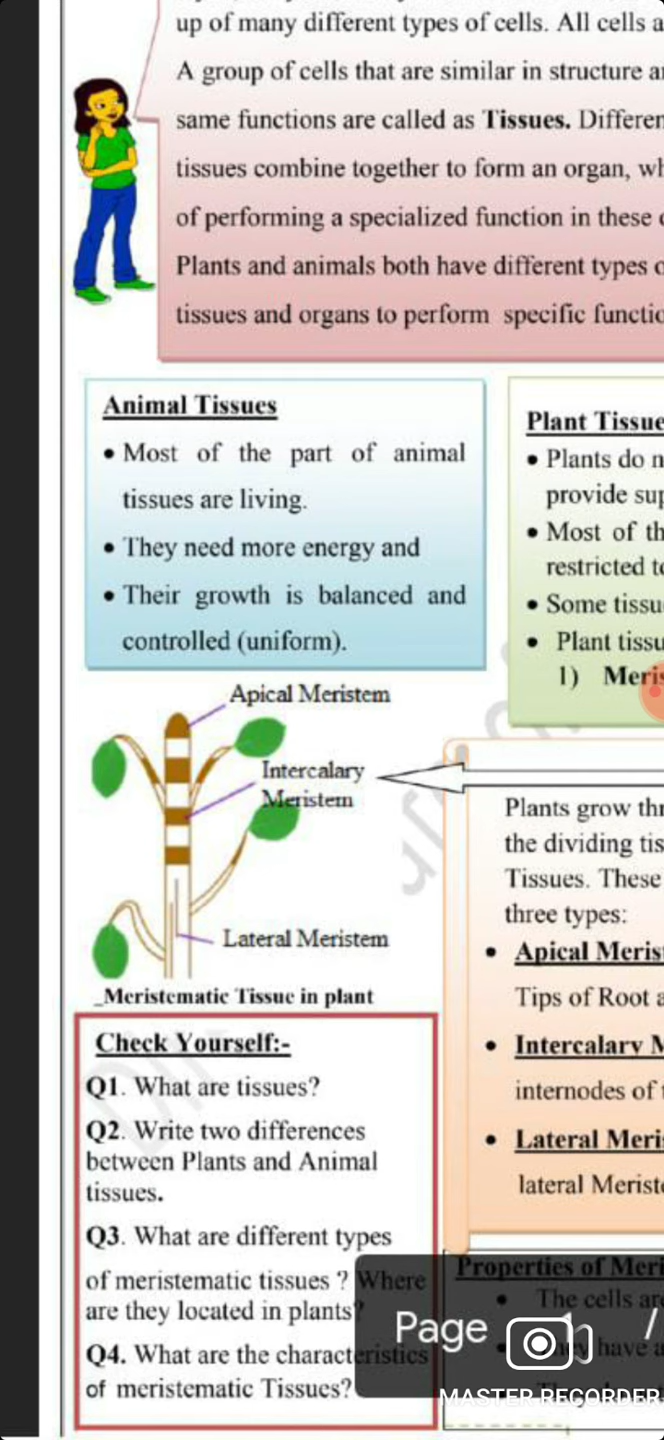 up of many different types of cells. All cells a
A group of cells that are similar in structure a
same functions are called as Tissues. Differen
tissues combine together to form an organ, wh
of performing a specialized function in these
Plants and animals both have different types o
tissues and organs to perform specific functio
Animal Tissues
• Most of the part of animal
tissues are living.
• They need more energy and
• Their growth is balanced and
controlled (uniform).
Plant Tissue
• Plants do n
provide sup
• Most of th
restricted to
• Some tissu
• Plant tissu
1) Meris
Apical Meristem
Intercalary
Meristem
Lateral Meristem
_Meristematic Tissue in plant
Plants grow thr
the dividing tis
Tissues. These
three types:
• Apical Meris
Tips of Root a
• Intercalary M
internodes of
• Lateral Meri
lateral Meriste
Check Yourself:-
Q1. What are tissues?
Q2. Write two differences
between Plants and Animal
tissues.
Q3. What are different types
of meristematic tissues ? Where
are they located in plants?
Q4. What are the characteristics
of meristematic Tissues?
Properties of Meri
• The cells are
have a
Page /
MASTER RECORDER